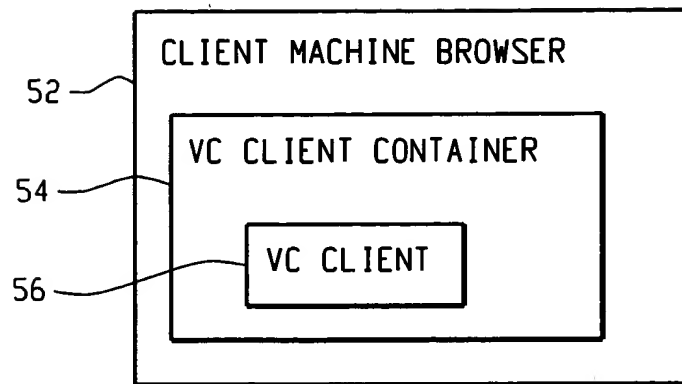 CLIENT MACHINE BROWSER
52
VC CLIENT CONTAINER
54
VC CLIENT
56